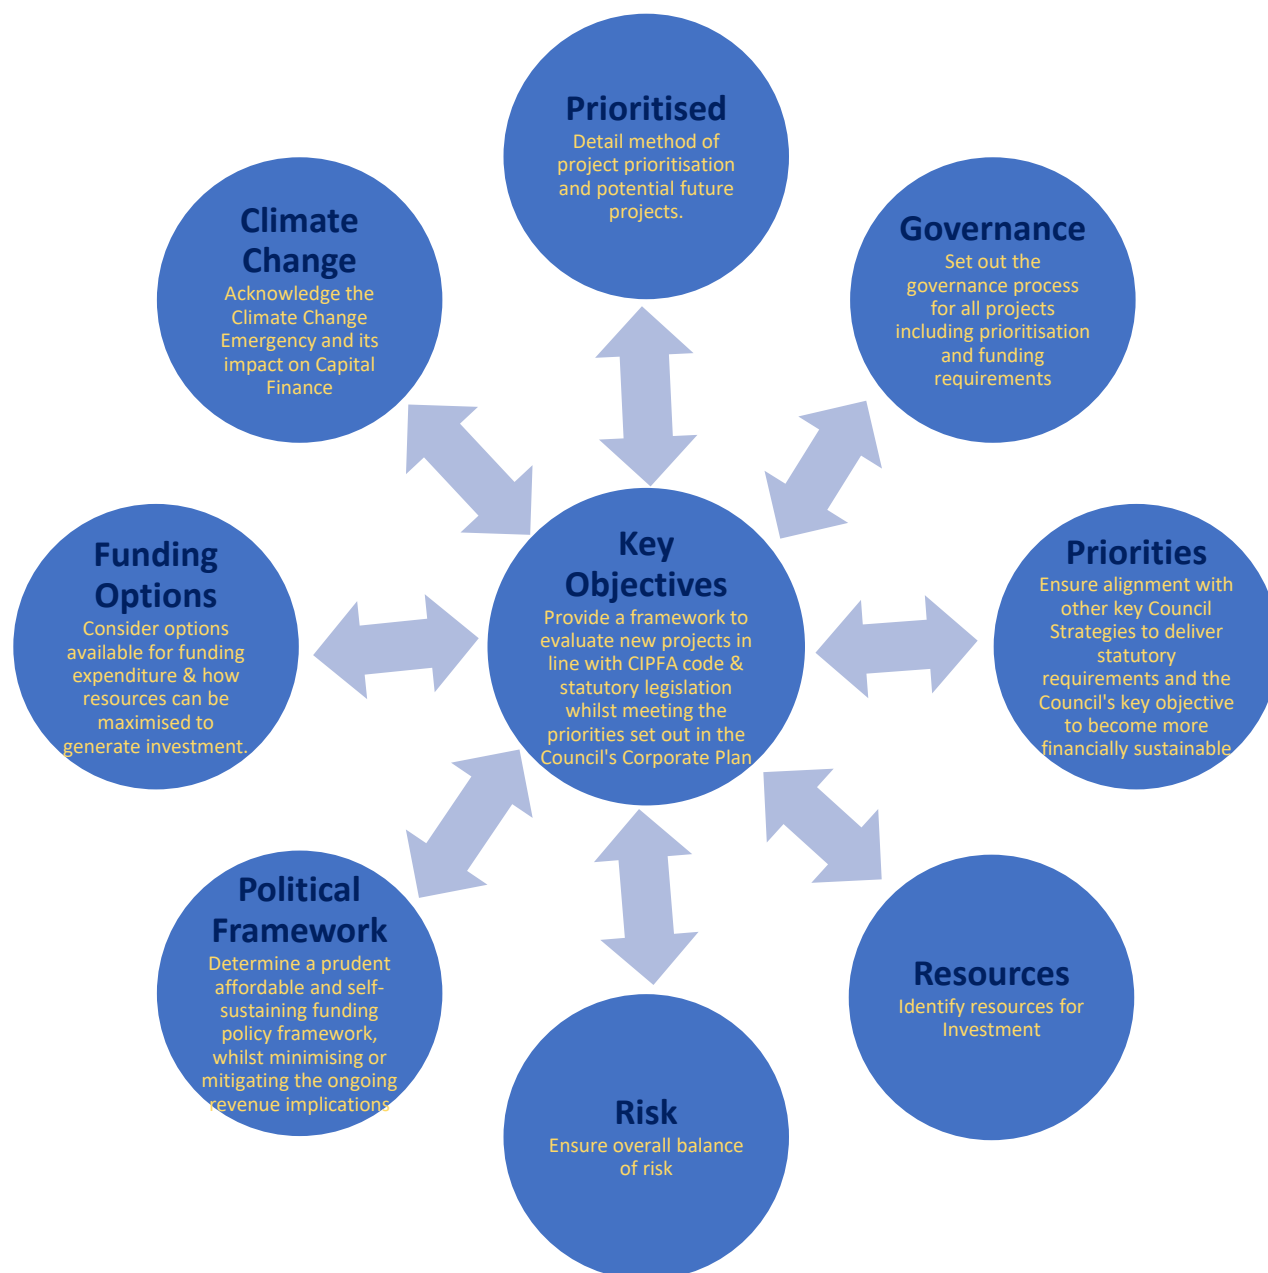 Prioritised
Detail method of
project prioritisation
and potential future
projects.
Climate
Change
Acknowledge the
Climate Change
Emergency and its
impact on Capital
Finance
Governance
Set out the
governance process
for all projects
including prioritisation
and funding
requirements
Funding
Options
Consider options
available for funding
expenditure & how
resources can be
maximised to
generate investment.
Key
Objectives
Provide a framework to
evaluate new projects in
line with CIPFA code &
statutory legislation
whilst meeting the
priorities set out in the
Council's Corporate Plan
Priorities
Ensure alignment with
other key Council
Strategies to deliver
statutory
requirements and the
Council's key objective
to become more
financially sustainable
Political
Framework
Determine a prudent
affordable and self-
sustaining funding
policy framework,
whilst minimising or
mitigating the ongoing
revenue implications
Resources
Identify resources for
Investment
Risk
Ensure overall balance
of risk